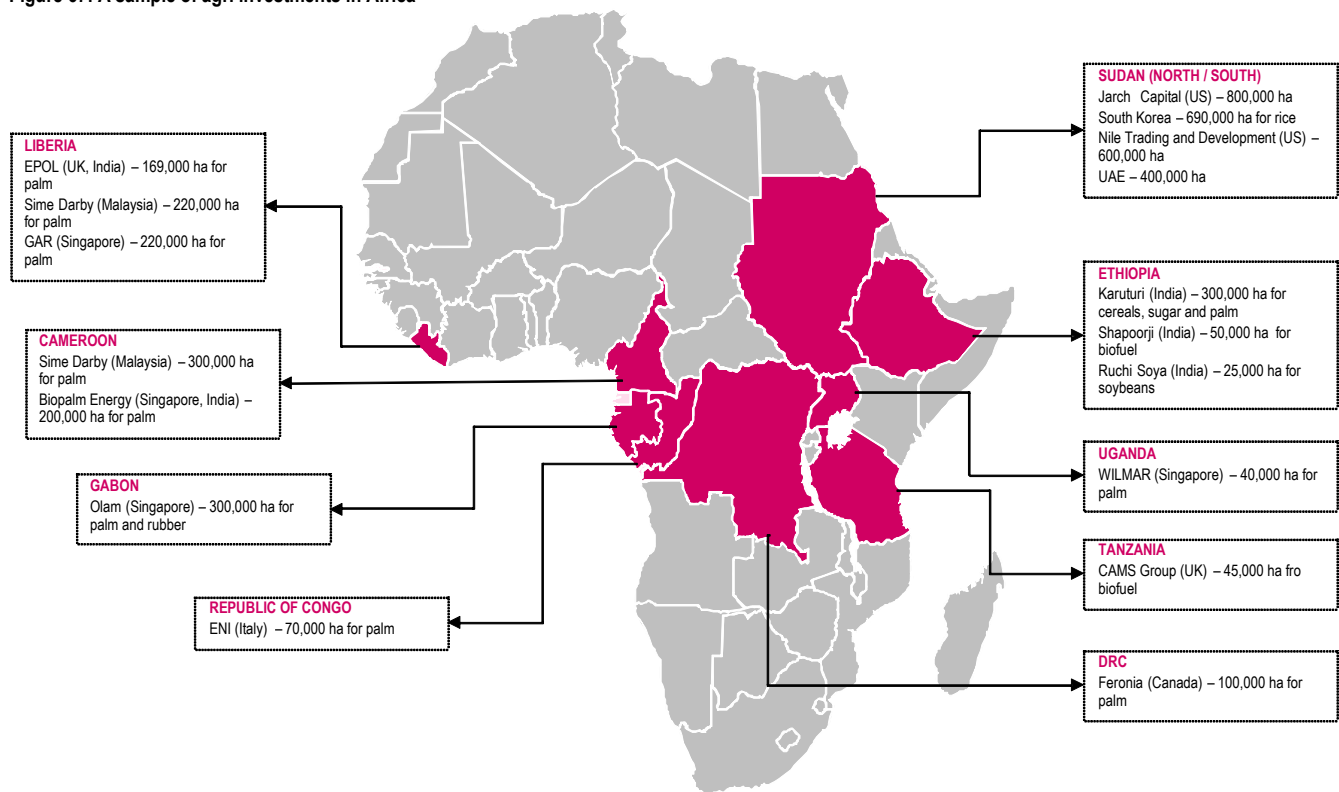 Figure A sample of agri investments in Africa
LIBERIA
EPOL (UK, India) – 169,000 ha for
palm
Sime Darby (Malaysia) – 220,000 ha
for palm
GAR (Singapore) – 220,000 ha for
palm
CAMEROON
Sime Darby (Malaysia) – 300,000 ha
for palm
Biopalm Energy (Singapore, India) –
200,000 ha for palm
GABON
Olam (Singapore) – 300,000 ha for
palm and rubber
REPUBLIC OF CONGO
ENI (Italy) – 70,000 ha for palm
SUDAN (NORTH / SOUTH)
Jarch Capital (US) – 800,000 ha
South Korea – 690,000 ha for rice
Nile Trading and Development (US) –
600,000 ha
UAE – 400,000 ha
ETHIOPIA
Karuturi (India) – 300,000 ha for
cereals, sugar and palm
Shapoorji (India) – 50,000 ha for
biofuel
Ruchi Soya (India) – 25,000 ha for
soybeans
UGANDA
WILMAR (Singapore) – 40,000 ha for
palm
TANZANIA
CAMS Group (UK) – 45,000 ha fro
biofuel
DRC
Feronia (Canada) – 100,000 ha for
palm